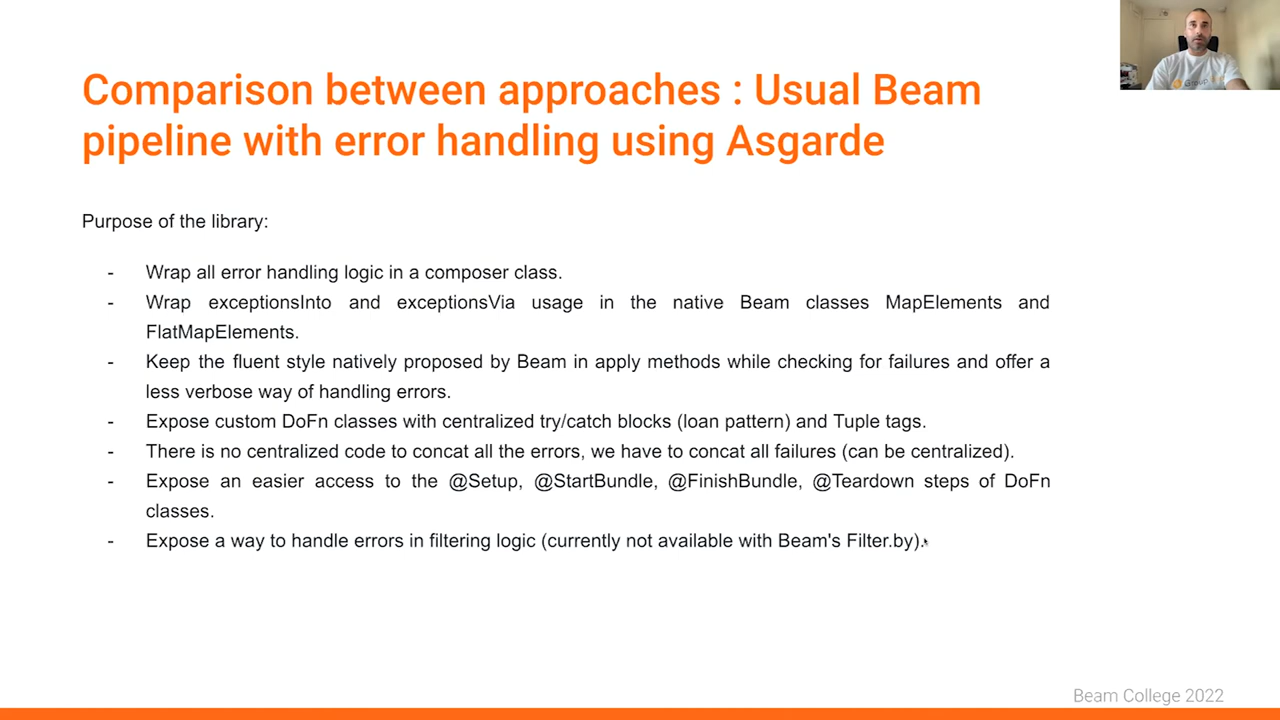 Comparison between approaches : Usual Beam
pipeline with error handling using Asgarde
Purpose of the library:
- Wrap all error handling logic in a composer class.
- Wrap exceptionsInto and exceptionsVia usage in the native Beam classes MapElements and
FlatMapElements.
- Keep the fluent style natively proposed by Beam in apply methods while checking for failures and offer a
less verbose way of handling errors.
- Expose custom DoFn classes with centralized try/catch blocks (loan pattern) and Tuple tags.
- There is no centralized code to concat all the errors, we have to concat all failures (can be centralized).
- Expose an easier access to the @Setup, @StartBundle, @FinishBundle, @Teardown steps of DoFn
classes.
- Expose a way to handle errors in filtering logic (currently not available with Beam's Filter.by).
Group
Beam College 2022